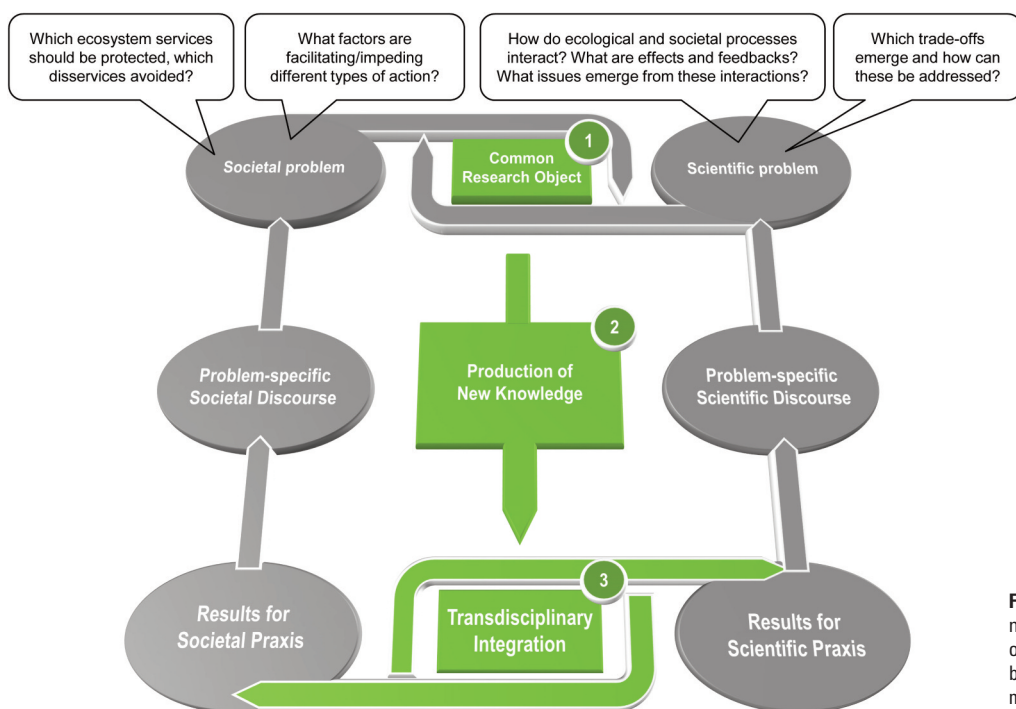 Which ecosystem services
should be protected, which
disservices avoided?
What factors are
facilitating/impeding
different types of action?
How do ecological and societal processes
interact? What are effects and feedbacks?
What issues emerge from these interactions?
Which trade-offs
emerge and how can
these be addressed?
Societal problem
1
Common
Research Object
Scientific problem
2
Problem-specific
Societal Discourse
Production of
New Knowledge
Problem-specific
Scientific Discourse
3
Results for
Societal Praxis
Transdisciplinary
Integration
Results for
Scientific Praxis